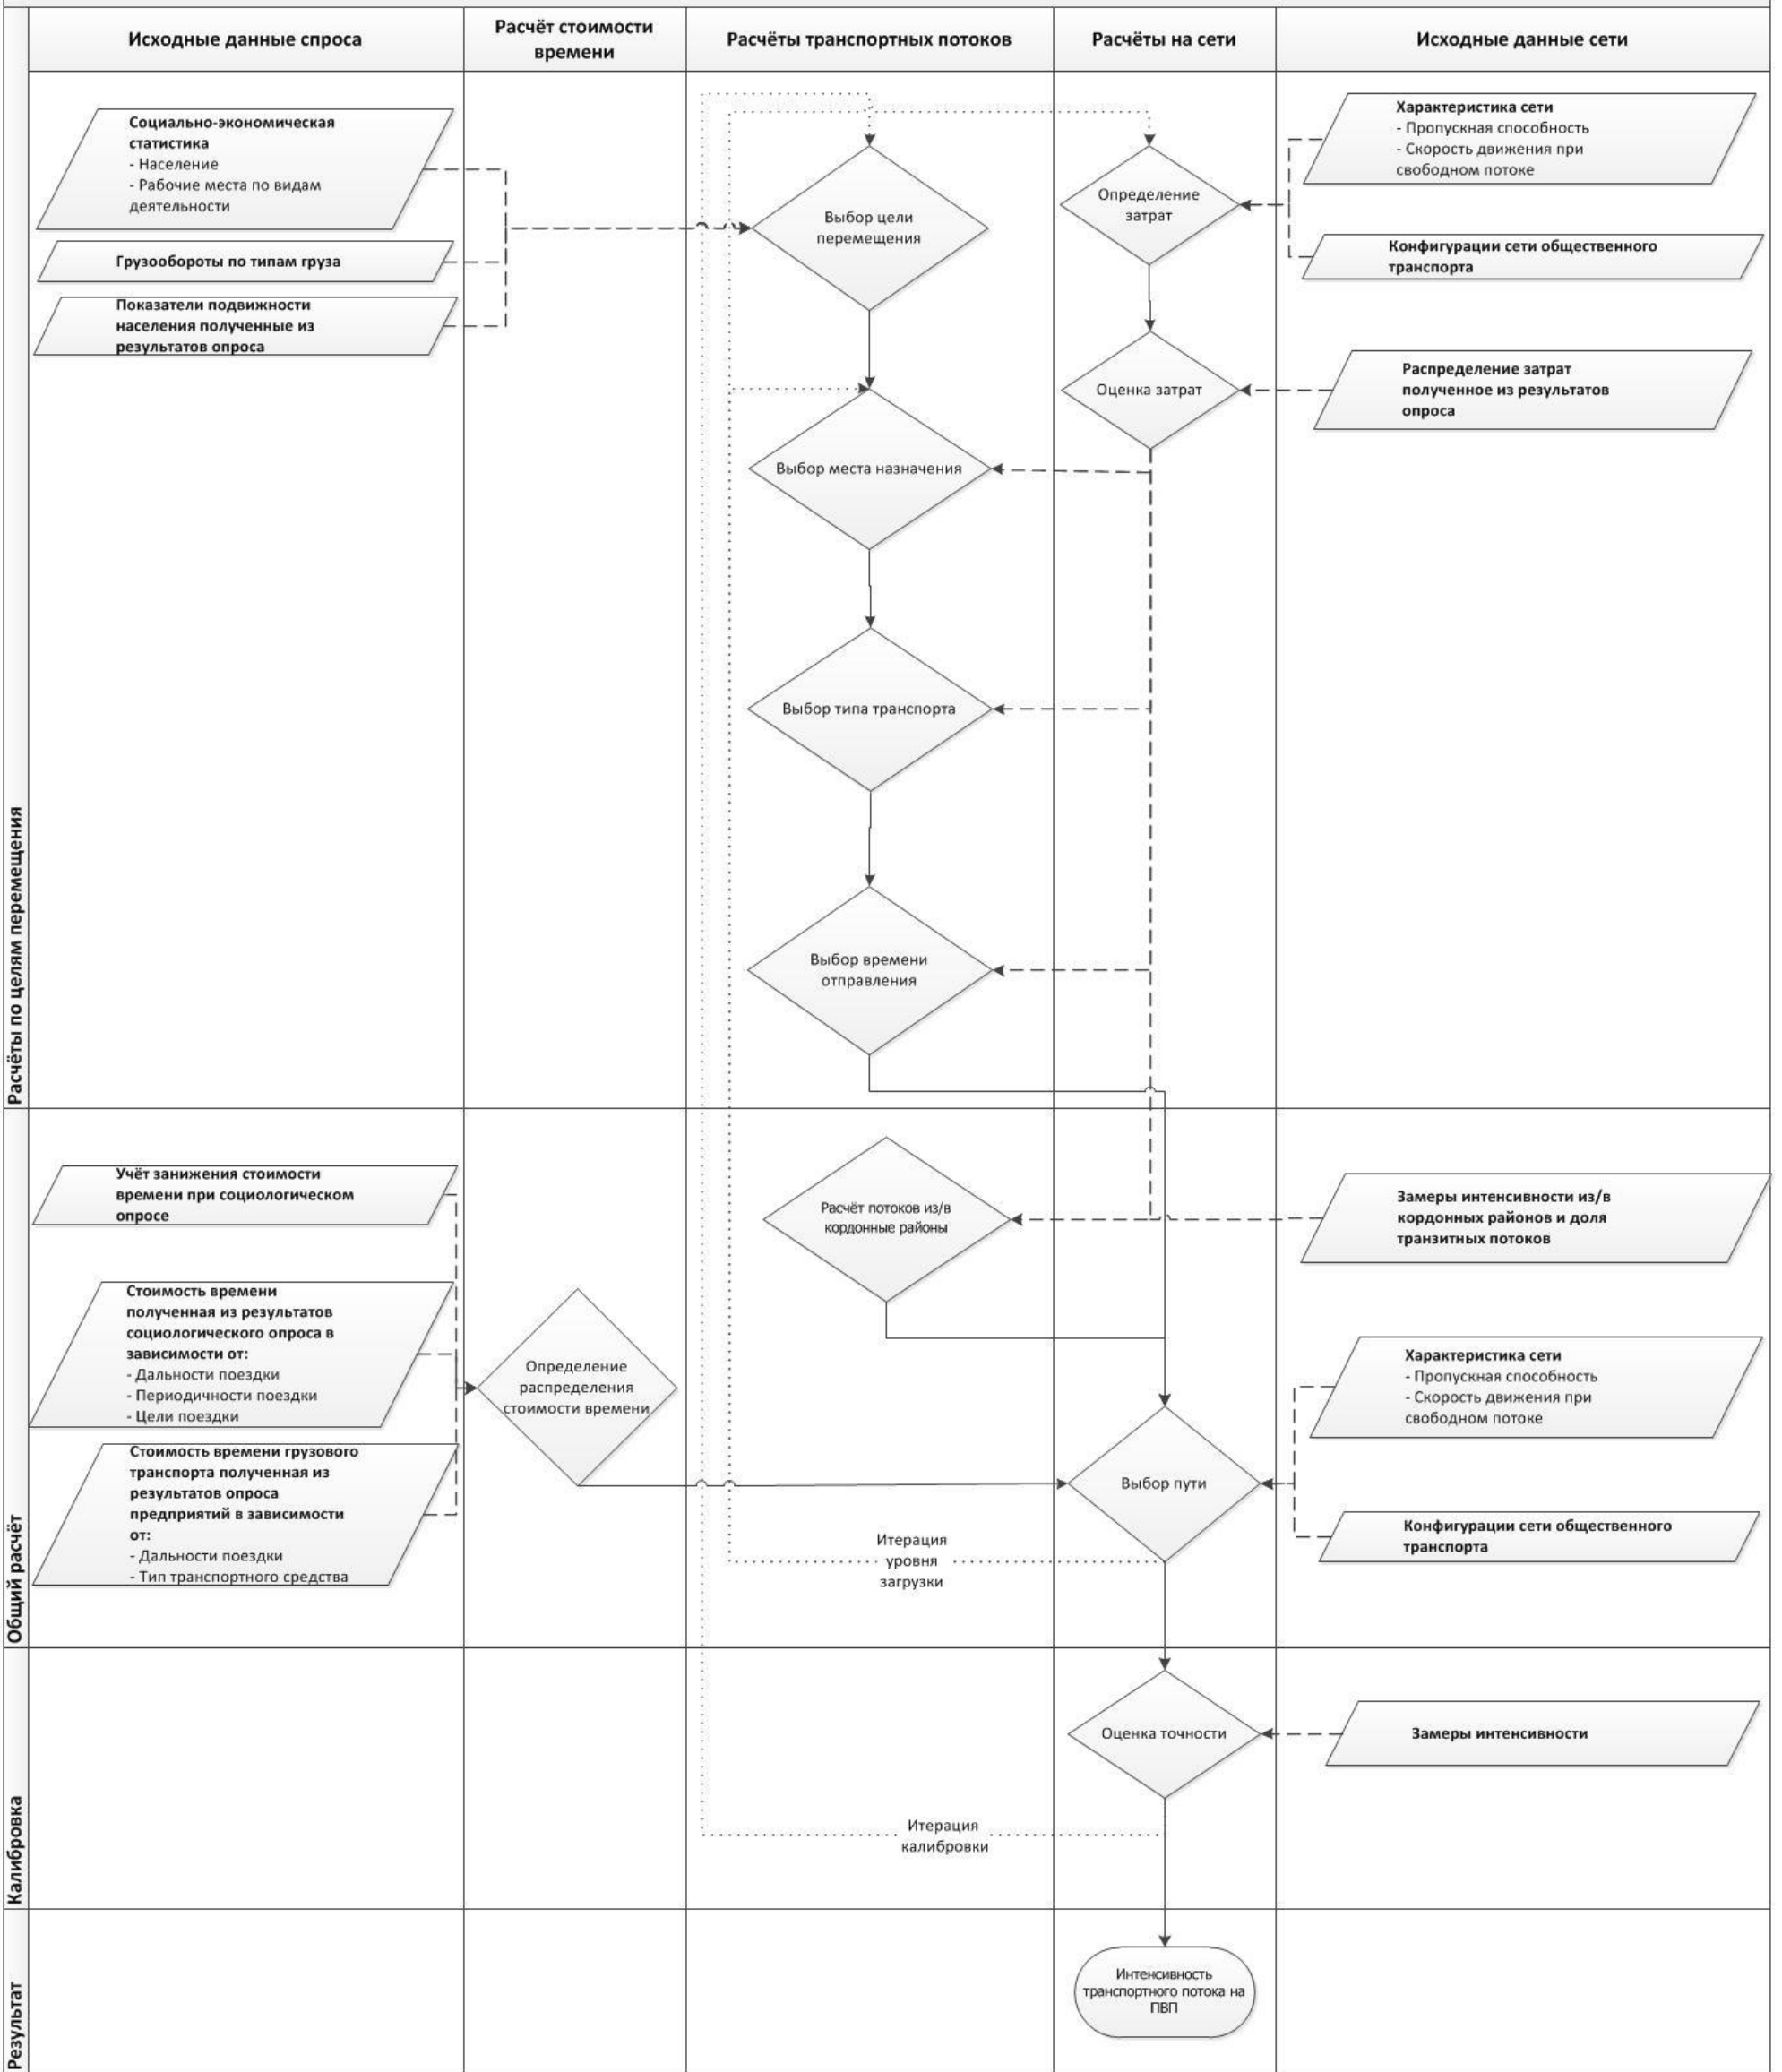 Исходные данные спроса
Расчёт стоимости
времени
Расчёты транспортных потоков
Расчёты на сети
Исходные данные сети
Расчёты по целям перемещения
Социально-экономическая
статистика
- Население
- Рабочие места по видам
деятельности
Грузообороты по типам груза
Показатели подвижности
населения полученные из
результатов опроса
Выбор цели
перемещения
Определение
затрат
Характеристика сети
- Пропускная способность
- Скорость движения при
свободном потоке
Конфигурации сети общественного
транспорта
Оценка затрат
Распределение затрат
полученное из результатов
опроса
Выбор места назначения
Выбор типа транспорта
Выбор времени
отправления
Общий расчёт
Учёт занижения стоимости
времени при социологическом
опросе
Стоимость времени
полученная из результатов
социологического опроса в
зависимости от:
- Дальности поездки
- Периодичности поездки
- Цели поездки
Стоимость времени грузового
транспорта полученная из
результатов опроса
предприятий в зависимости
от:
- Дальности поездки
- Тип транспортного средства
Определение
распределения
стоимости времени
Расчёт потоков из/в
кордонные районы
Замеры интенсивности из/в
кордонных районов и доля
транзитных потоков
Выбор пути
Характеристика сети
- Пропускная способность
- Скорость движения при
свободном потоке
Конфигурации сети общественного
транспорта
Итерация
уровня
загрузки
Калибровка
Оценка точности
Замеры интенсивности
Итерация
калибровки
Результат
Интенсивность
транспортного потока на
ПВП